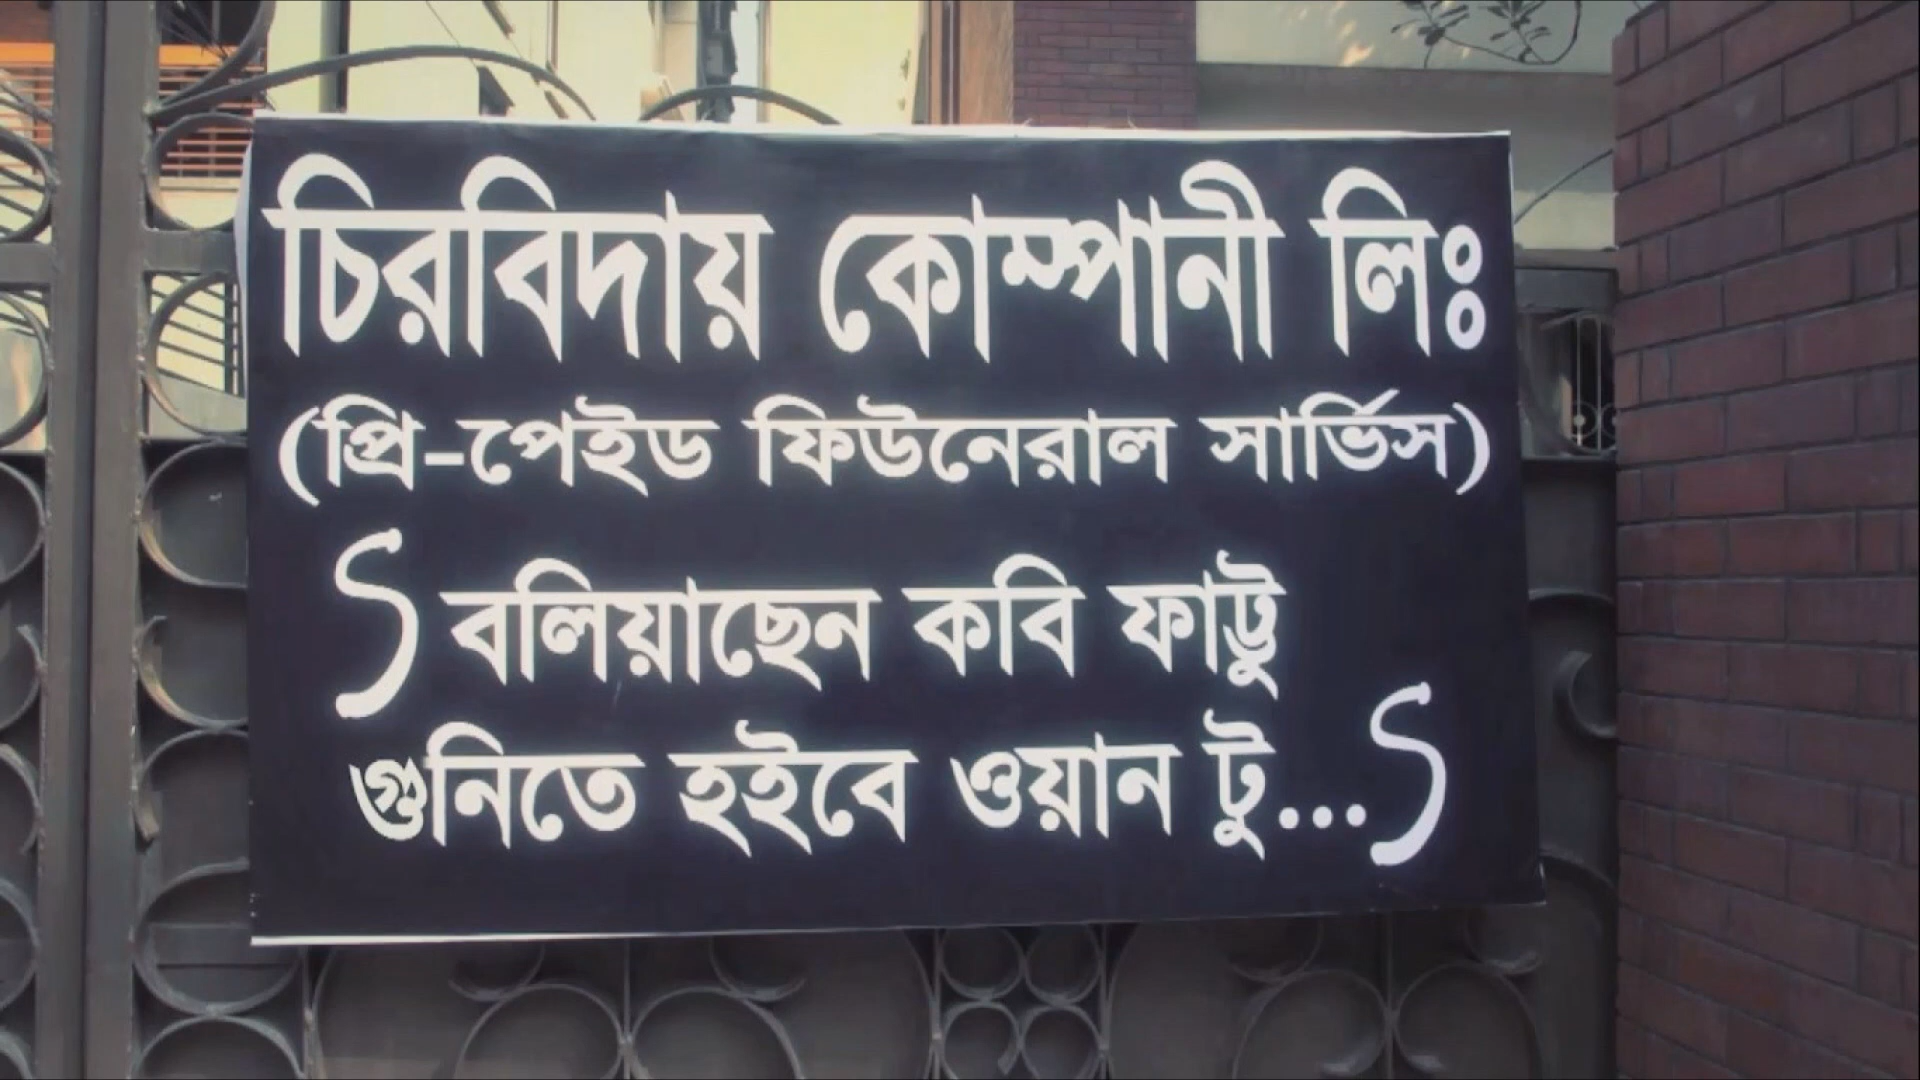 চিরবিদায় কোম্পানী লিঃ
(প্রি-পেইড ফিউনেরাল সার্ভিস)
বলিয়াছেন কবি ফাট্টু
গুনিতে হইবে ওয়ান টু...